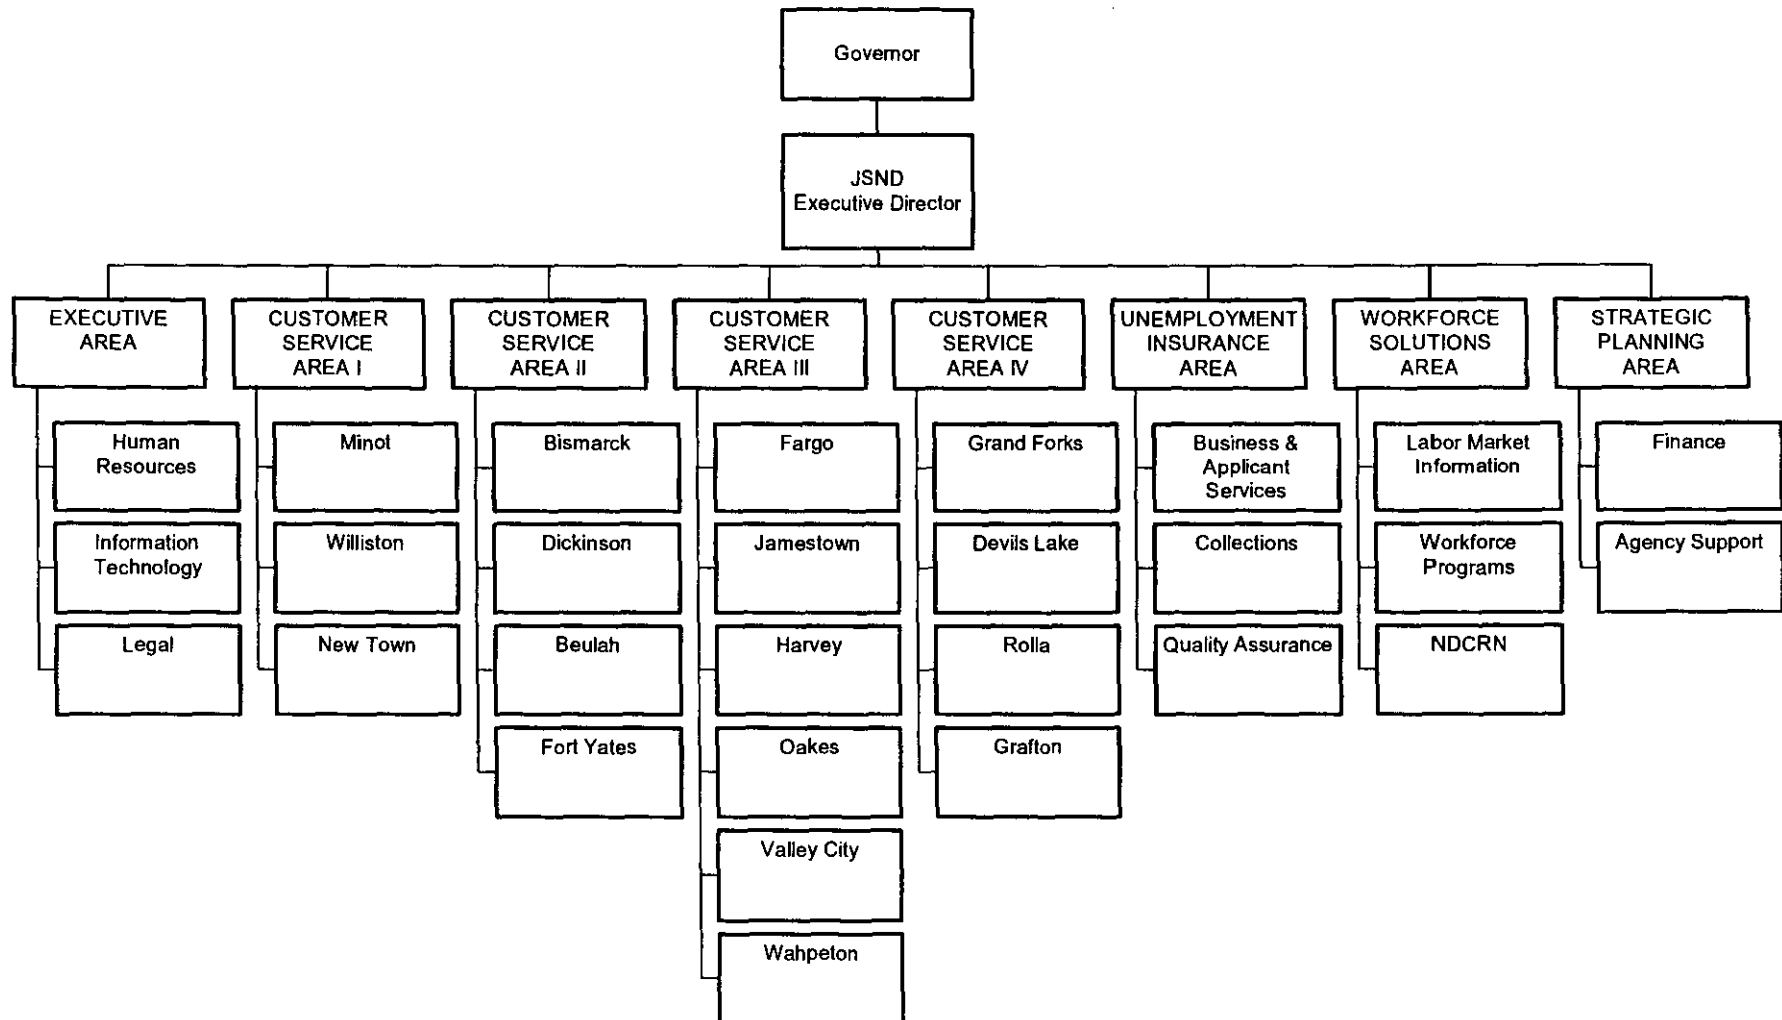 Governor
JSND
Executive Director
EXECUTIVE
AREA
CUSTOMER
SERVICE
AREA I
CUSTOMER
SERVICE
AREA II
CUSTOMER
SERVICE
AREA III
CUSTOMER
SERVICE
AREA IV
UNEMPLOYMENT
INSURANCE
AREA
WORKFORCE
SOLUTIONS
AREA
STRATEGIC
PLANNING
AREA
Human
Resources
Minot
Bismarck
Fargo
Grand Forks
Business &
Applicant
Services
Labor Market
Information
Finance
Information
Technology
Williston
Dickinson
Jamestown
Devils Lake
Collections
Workforce
Programs
Agency Support
Legal
New Town
Beulah
Harvey
Rolla
Quality Assurance
NDCRN
Fort Yates
Oakes
Grafton
Valley City
Wahpeton